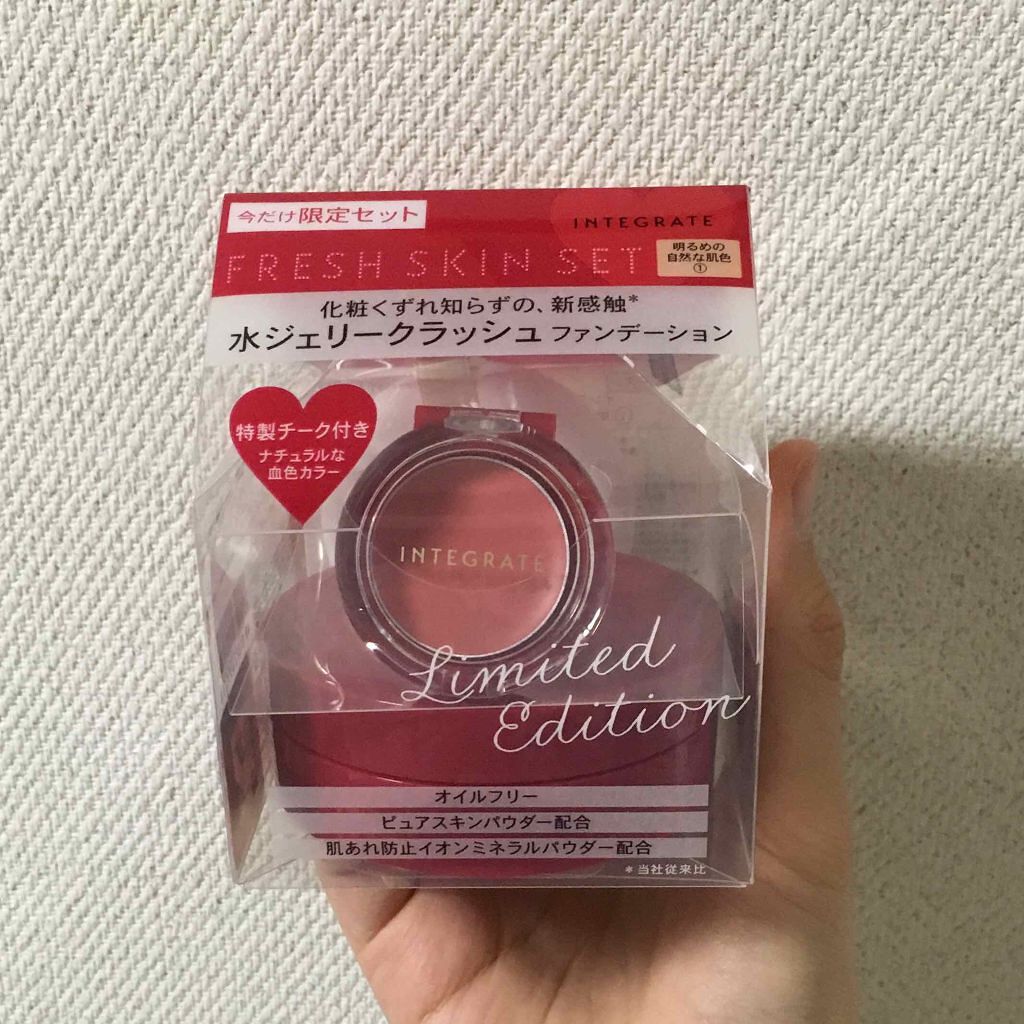 今だけ限定セット
INTEGRATE
FRESH SKIN SET
明るめの
自然な肌色
①
化粧くずれ知らずの、新感触*
水ジェリークラッシュ ファンデーション
特製チーク付き
ナチュラルな
血色カラー
INTEGRATE
Limited
Edition
オイルフリー
ピュアスキンパウダー配合
肌あれ防止イオンミネラルパウダー配合
*当社従来比